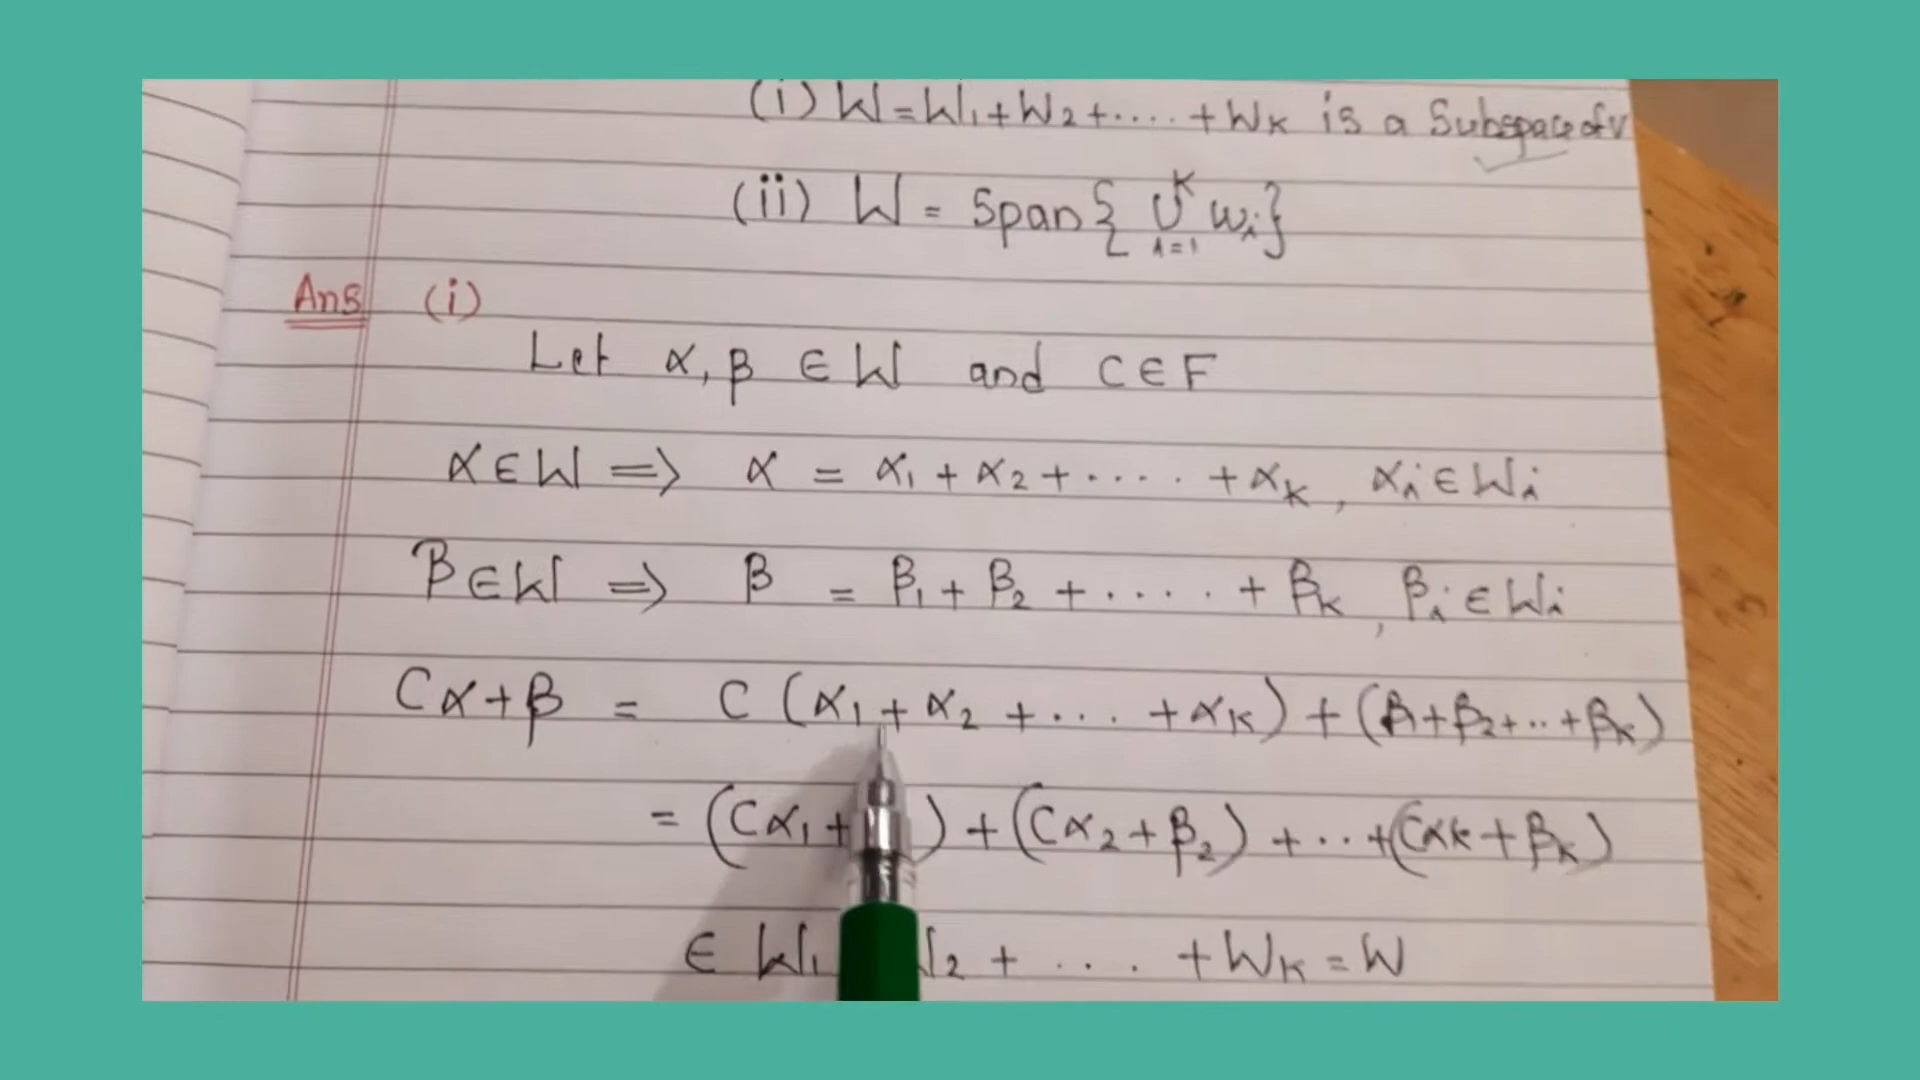 (i) W = W₁ + W₂ + .... + Wₖ is a Subspace of V
(ii) W = Span{ ⋃ᵢ₌₁ᴷ Wᵢ }
Ans (i)
Let α, β ∈ W and C ∈ F
α ∈ W ⟹ α = α₁ + α₂ + ..... + αₖ, αᵢ ∈ Wᵢ
β ∈ W ⟹ β = β₁ + β₂ + ..... + βₖ, βᵢ ∈ Wᵢ
Cα + β = C (α₁ + α₂ + .... + αₖ) + (β₁ + β₂ + .. + βₖ)
= (Cα₁ + ) + (Cα₂ + β₂) + ... + (Cαₖ + βₖ)
∈ W₁ W₂ + .... + Wₖ = W